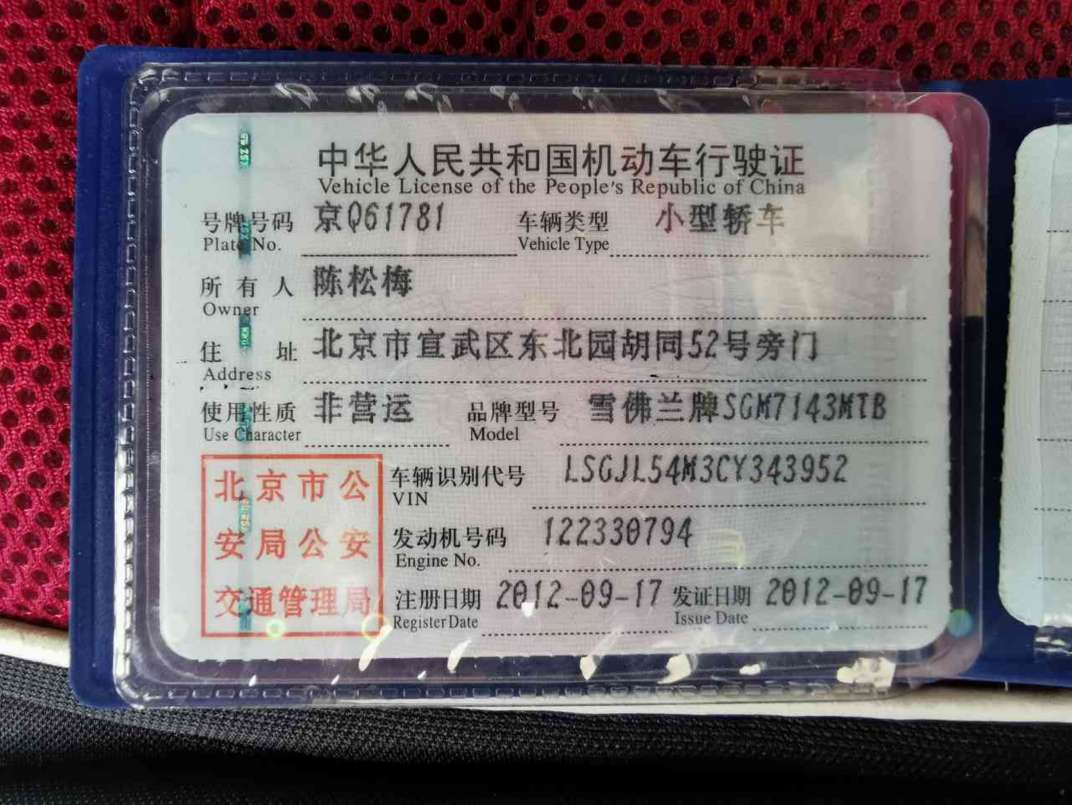 中华人民共和国机动车行驶证
Vehicle License of the People's Republic of China
号牌号码 京Q61781 车辆类型 小型轿车
Plate No. Vehicle Type
所有人 陈松梅
Owner
住址 北京市宣武区东北园胡同52号旁门
Address
使用性质 非营运 品牌型号 雪佛兰牌SGM7143MTB
Use Character Model
北京市公
安局公安
交通管理局
车辆识别代号 LSGJL54M3CY343952
VIN
发动机号码 122330794
Engine No.
注册日期 2012-09-17 发证日期 2012-09-17
Register Date Issue Date